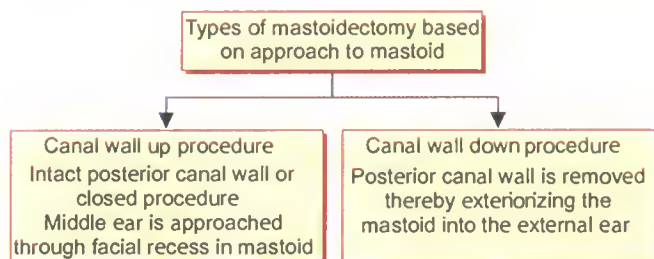 Types of mastoidectomy based
on approach to mastoid
Canal wall up procedure
Intact posterior canal wall or
closed procedure
Middle ear is approached
through facial recess in mastoid
Canal wall down procedure
Posterior canal wall is removed
thereby exteriorizing the
mastoid into the external ear